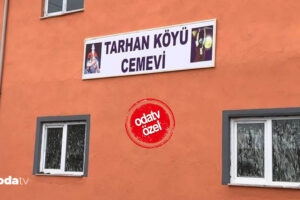 TARHAN KÖYÜ
CEMEVİ
odatv
özel
odatv